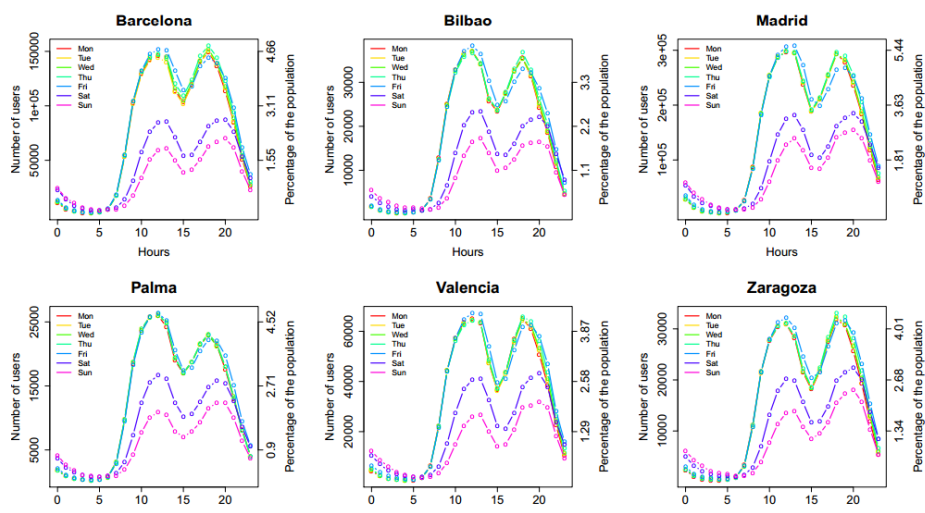 Barcelona
Number of users
50000
1e+05
150000
Mon
Tue
Wed
Thu
Fri
Sat
Sun
1.55
3.11
4.66
Percentage of the population
0 5 10 15 20
Hours
Bilbao
Number of users
10000
20000
30000
Mon
Tue
Wed
Thu
Fri
Sat
Sun
1.1
2.2
3.3
Percentage of the population
0 5 10 15 20
Hours
Madrid
Number of users
1e+05
2e+05
3e+05
Mon
Tue
Wed
Thu
Fri
Sat
Sun
1.81
3.63
5.44
Percentage of the population
0 5 10 15 20
Hours
Palma
Number of users
5000
15000
25000
Mon
Tue
Wed
Thu
Fri
Sat
Sun
0.9
2.71
4.52
Percentage of the population
0 5 10 15 20
Valencia
Number of users
20000
40000
60000
Mon
Tue
Wed
Thu
Fri
Sat
Sun
1.29
2.58
3.87
Percentage of the population
0 5 10 15 20
Zaragoza
Number of users
10000
20000
30000
Mon
Tue
Wed
Thu
Fri
Sat
Sun
1.34
2.68
4.01
Percentage of the population
0 5 10 15 20